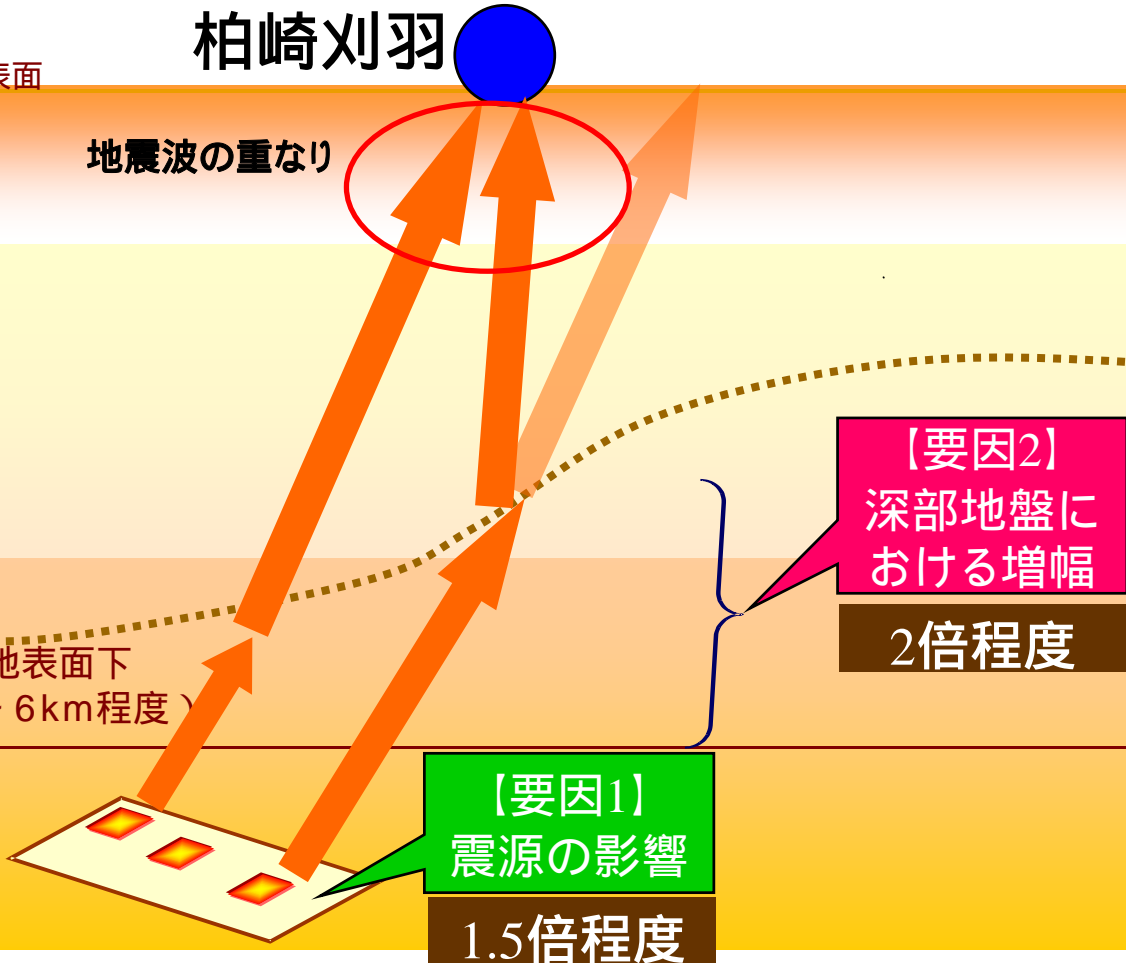 柏崎刈羽
表面
地震波の重なり
【要因2】
深部地盤に
おける増幅
2倍程度
地表面下
6km程度）
【要因1】
震源の影響
1.5倍程度